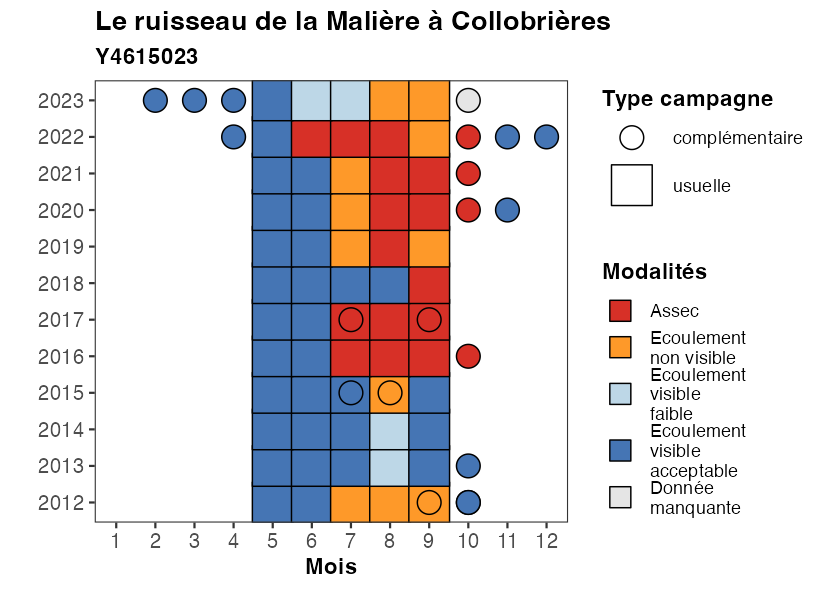 Le ruisseau de la Malière à Collobrières
Y4615023
2023
2022
2021
2020
2019
2018
2017
2016
2015
2014
2013
2012
1 2 3 4 5 6 7 8 9 10 11 12
Mois
Type campagne
complémentaire
usuelle
Modalités
Assec
Ecoulement
non visible
Ecoulement
visible
faible
Ecoulement
visible
acceptable
Donnée
manquante